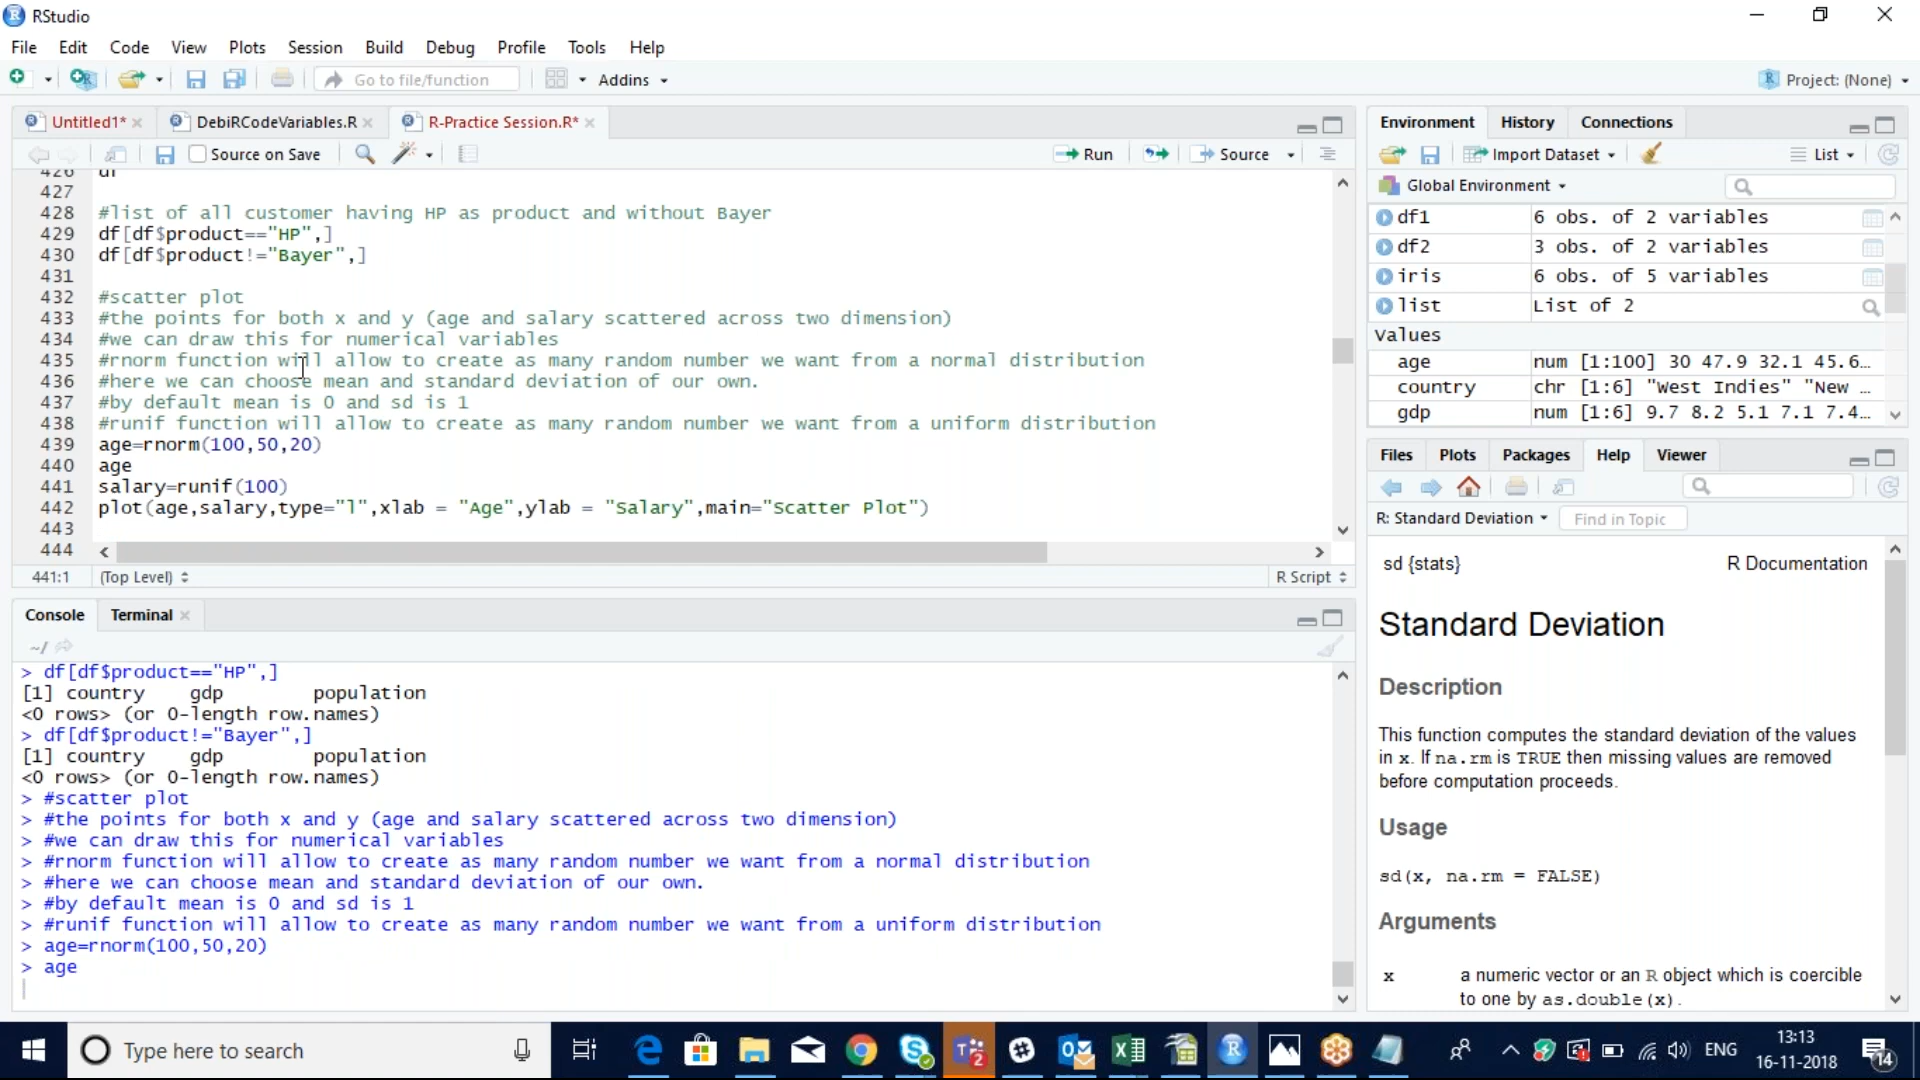 RStudio
File Edit Code View Plots Session Build Debug Profile Tools Help
Go to file/function Addins Project: (None)
Untitled1* DebiRCodeVariables.R R-Practice Session.R*
Source on Save Run Source
426 df
427
428 #list of all customer having HP as product and without Bayer
429 df[df$product=="HP",]
430 df[df$product!="Bayer",]
431
432 #scatter plot
433 #the points for both x and y (age and salary scattered across two dimension)
434 #we can draw this for numerical variables
435 #rnorm function will allow to create as many random number we want from a normal distribution
436 #here we can choose mean and standard deviation of our own.
437 #by default mean is 0 and sd is 1
438 #runif function will allow to create as many random number we want from a uniform distribution
439 age=rnorm(100,50,20)
440 age
441 salary=runif(100)
442 plot(age,salary,type="l",xlab = "Age",ylab = "Salary",main="Scatter Plot")
443
444
441:1 (Top Level) R Script
Console Terminal
~/
> df[df$product=="HP",]
[1] country    gdp        population
<0 rows> (or 0-length row.names)
> df[df$product!="Bayer",]
[1] country    gdp        population
<0 rows> (or 0-length row.names)
> #scatter plot
> #the points for both x and y (age and salary scattered across two dimension)
> #we can draw this for numerical variables
> #rnorm function will allow to create as many random number we want from a normal distribution
> #here we can choose mean and standard deviation of our own.
> #by default mean is 0 and sd is 1
> #runif function will allow to create as many random number we want from a uniform distribution
> age=rnorm(100,50,20)
> age
Environment History Connections
Import Dataset List
Global Environment
df1 6 obs. of 2 variables
df2 3 obs. of 2 variables
iris 6 obs. of 5 variables
list List of 2
Values
age num [1:100] 30 47.9 32.1 45.6…
country chr [1:6] "West Indies" "New …
gdp num [1:6] 9.7 8.2 5.1 7.1 7.4…
Files Plots Packages Help Viewer
R: Standard Deviation Find in Topic
sd {stats} R Documentation
Standard Deviation
Description
This function computes the standard deviation of the values
in x. If na.rm is TRUE then missing values are removed
before computation proceeds.
Usage
sd(x, na.rm = FALSE)
Arguments
x a numeric vector or an R object which is coercible
to one by as.double(x).
Type here to search
ENG
13:13
16-11-2018
14